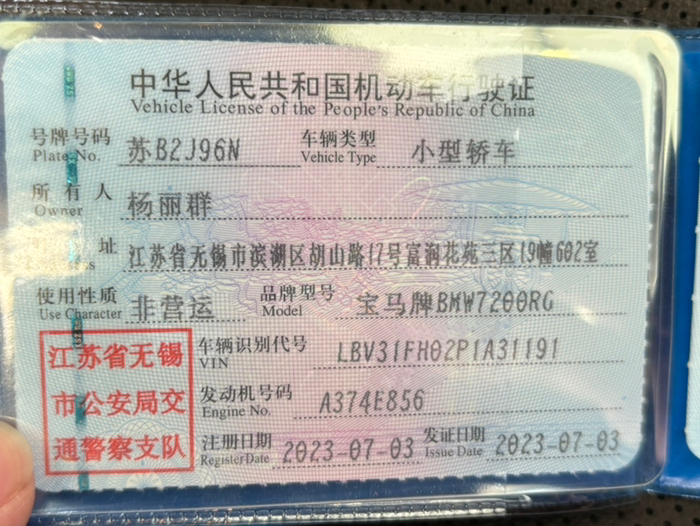 中华人民共和国机动车行驶证
Vehicle License of the People's Republic of China
号牌号码 苏B2J96N 车辆类型 小型轿车
Plate No. Vehicle Type
所有人 杨丽群
Owner
址 江苏省无锡市滨湖区胡山路17号富润花苑三区19幢602室
使用性质 非营运 品牌型号 宝马牌BMW7200RG
Use Character Model
江苏省无锡 车辆识别代号 LBV31FH02P1A31191
VIN
市公安局交 发动机号码 A374E856
Engine No.
通警察支队 注册日期 2023-07-03 发证日期 2023-07-03
Register Date Issue Date